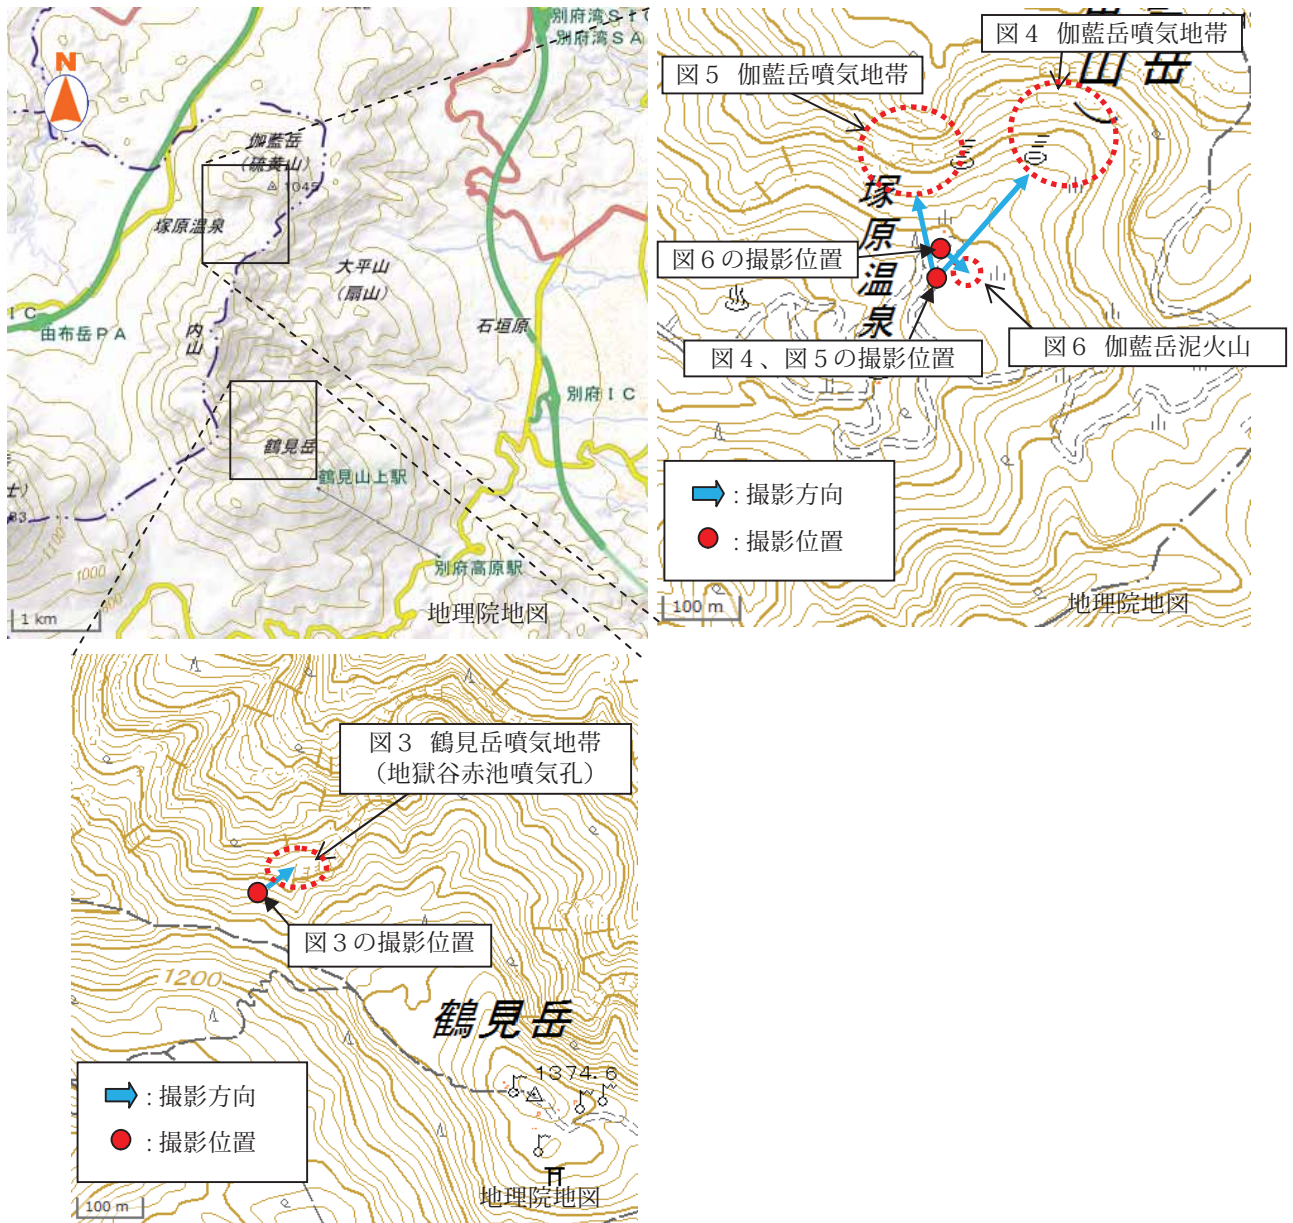 別府湾SIC
別府湾SA
N
伽藍岳
(硫黄山)
1045
塚原温泉
大平山
(扇山)
IC
由布岳PA
内山
石垣原
別府IC
鶴見岳
鶴見山上駅
士)
83
1100
1000
別府高原駅
1 km
地理院地図
図4 伽藍岳噴気地帯
図5 伽藍岳噴気地帯
山岳
塚原温泉
図6の撮影位置
図4、図5の撮影位置
図6 伽藍岳泥火山
:撮影方向
:撮影位置
100 m
地理院地図
図3 鶴見岳噴気地帯
(地獄谷赤池噴気孔)
図3の撮影位置
1200
鶴見岳
1374.6
:撮影方向
:撮影位置
100 m
地理院地図